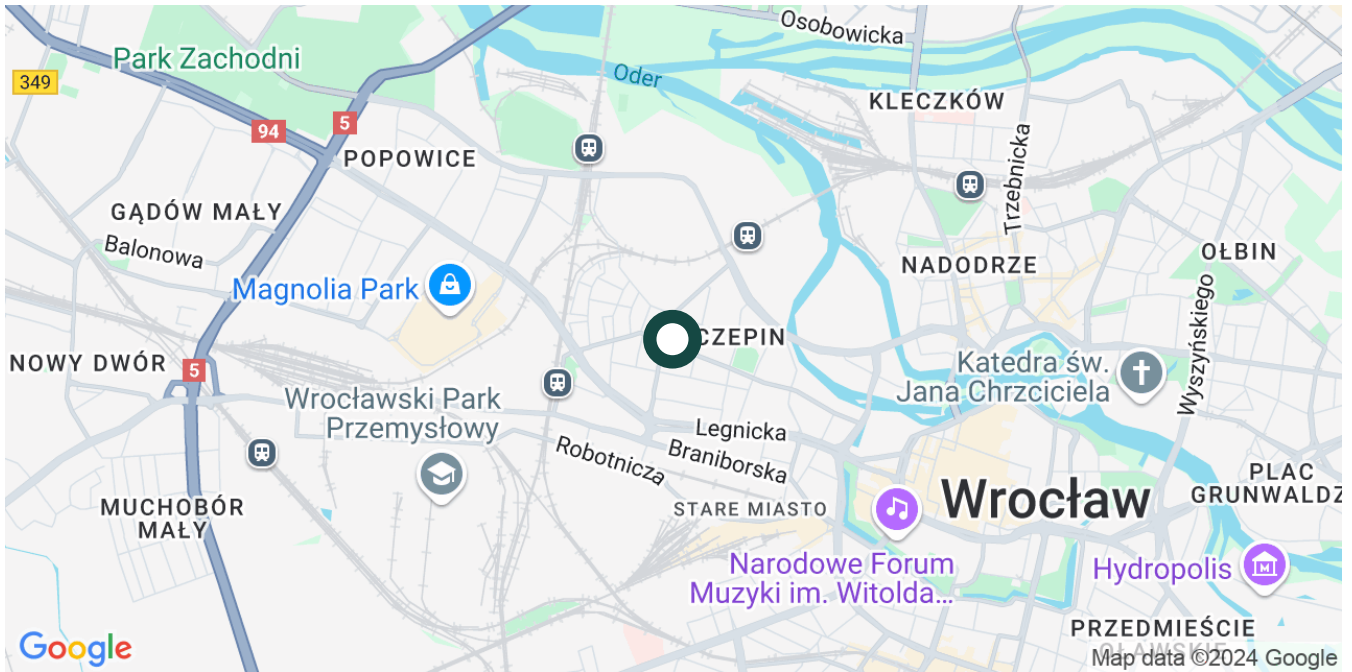 Osobowicka
Park Zachodni
Oder
349
KLECZKÓW
94
5
POPOWICE
Trzebnicka
GĄDÓW MAŁY
Balonowa
OŁBIN
NADODRZE
Magnolia Park
Wyszyńskiego
CZEPIN
NOWY DWÓR
5
Katedra św.
Jana Chrzciciela
Wrocławski Park
Przemysłowy
Legnicka
Braniborska
Robotnicza
PLAC
GRUNWALDZ
MUCHOBÓR
MAŁY
STARE MIASTO
Wrocław
Narodowe Forum
Muzyki im. Witolda...
Hydropolis
M
PRZEDMIEŚCIE
OŁAWSKIE
Google
Map data ©2024 Google